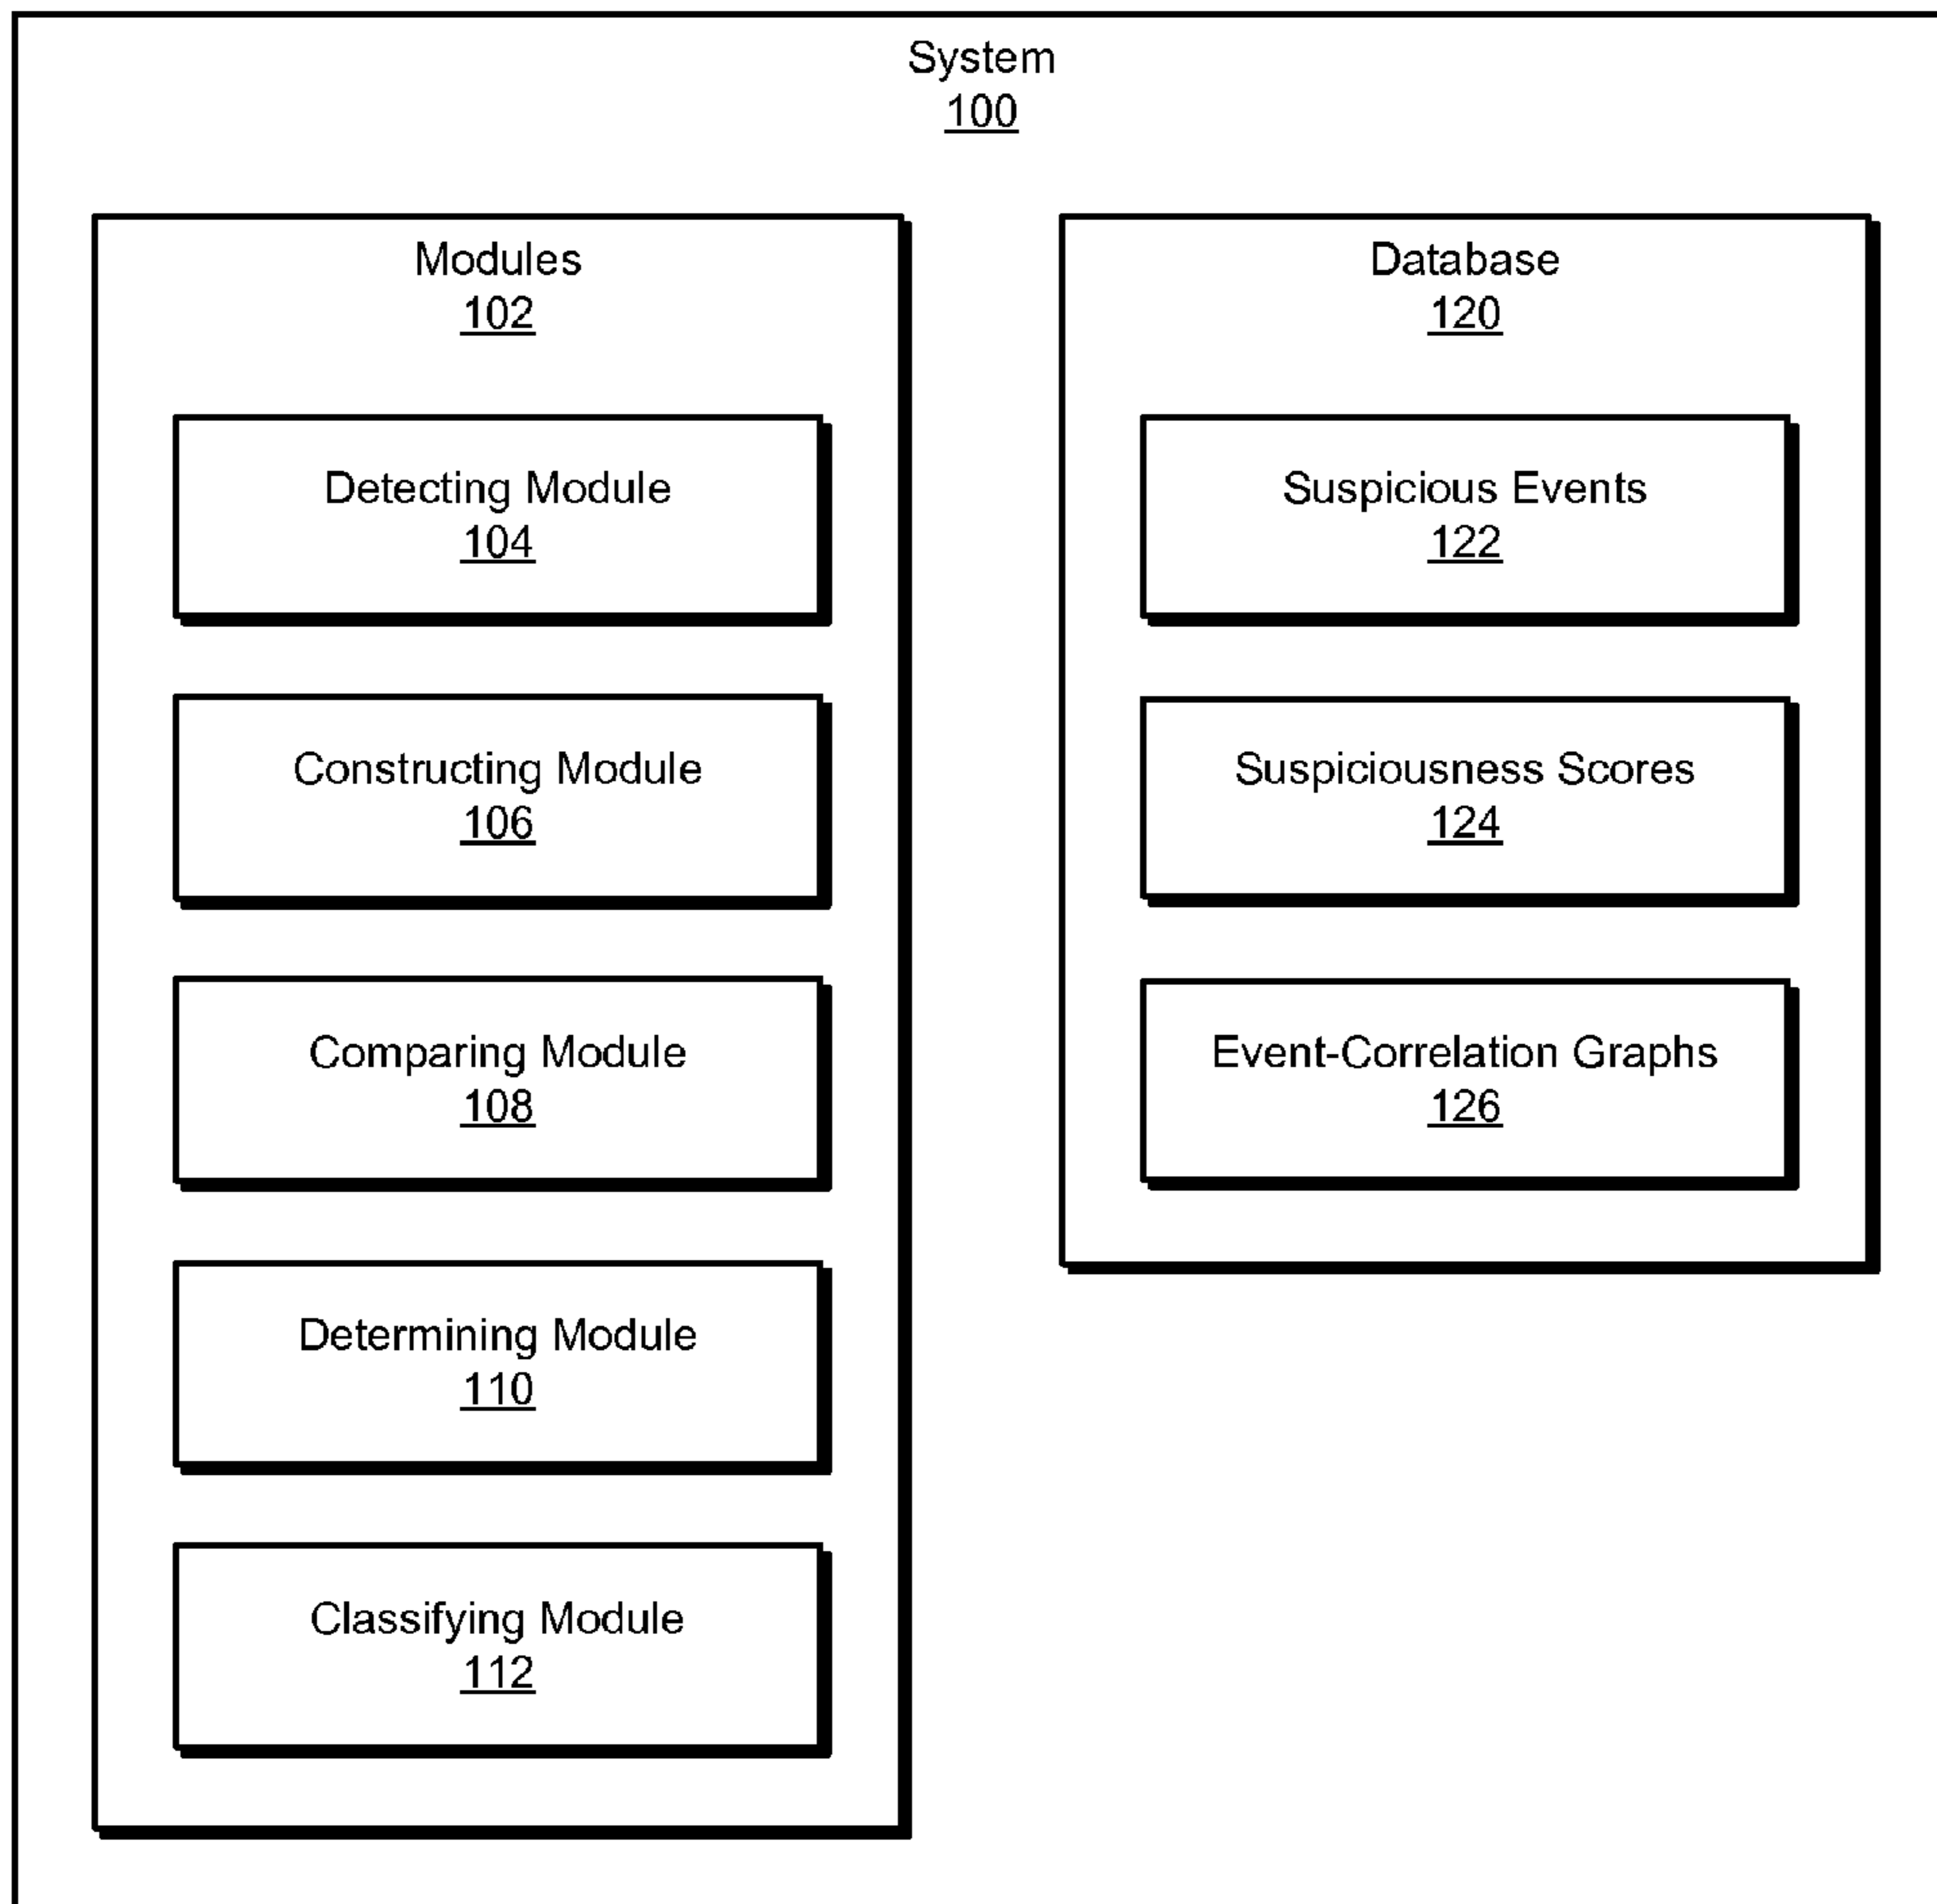 System
100
Modules
102
Detecting Module
104
Constructing Module
106
Comparing Module
108
Determining Module
110
Classifying Module
112
Database
120
Suspicious Events
122
Suspiciousness Scores
124
Event-Correlation Graphs
126